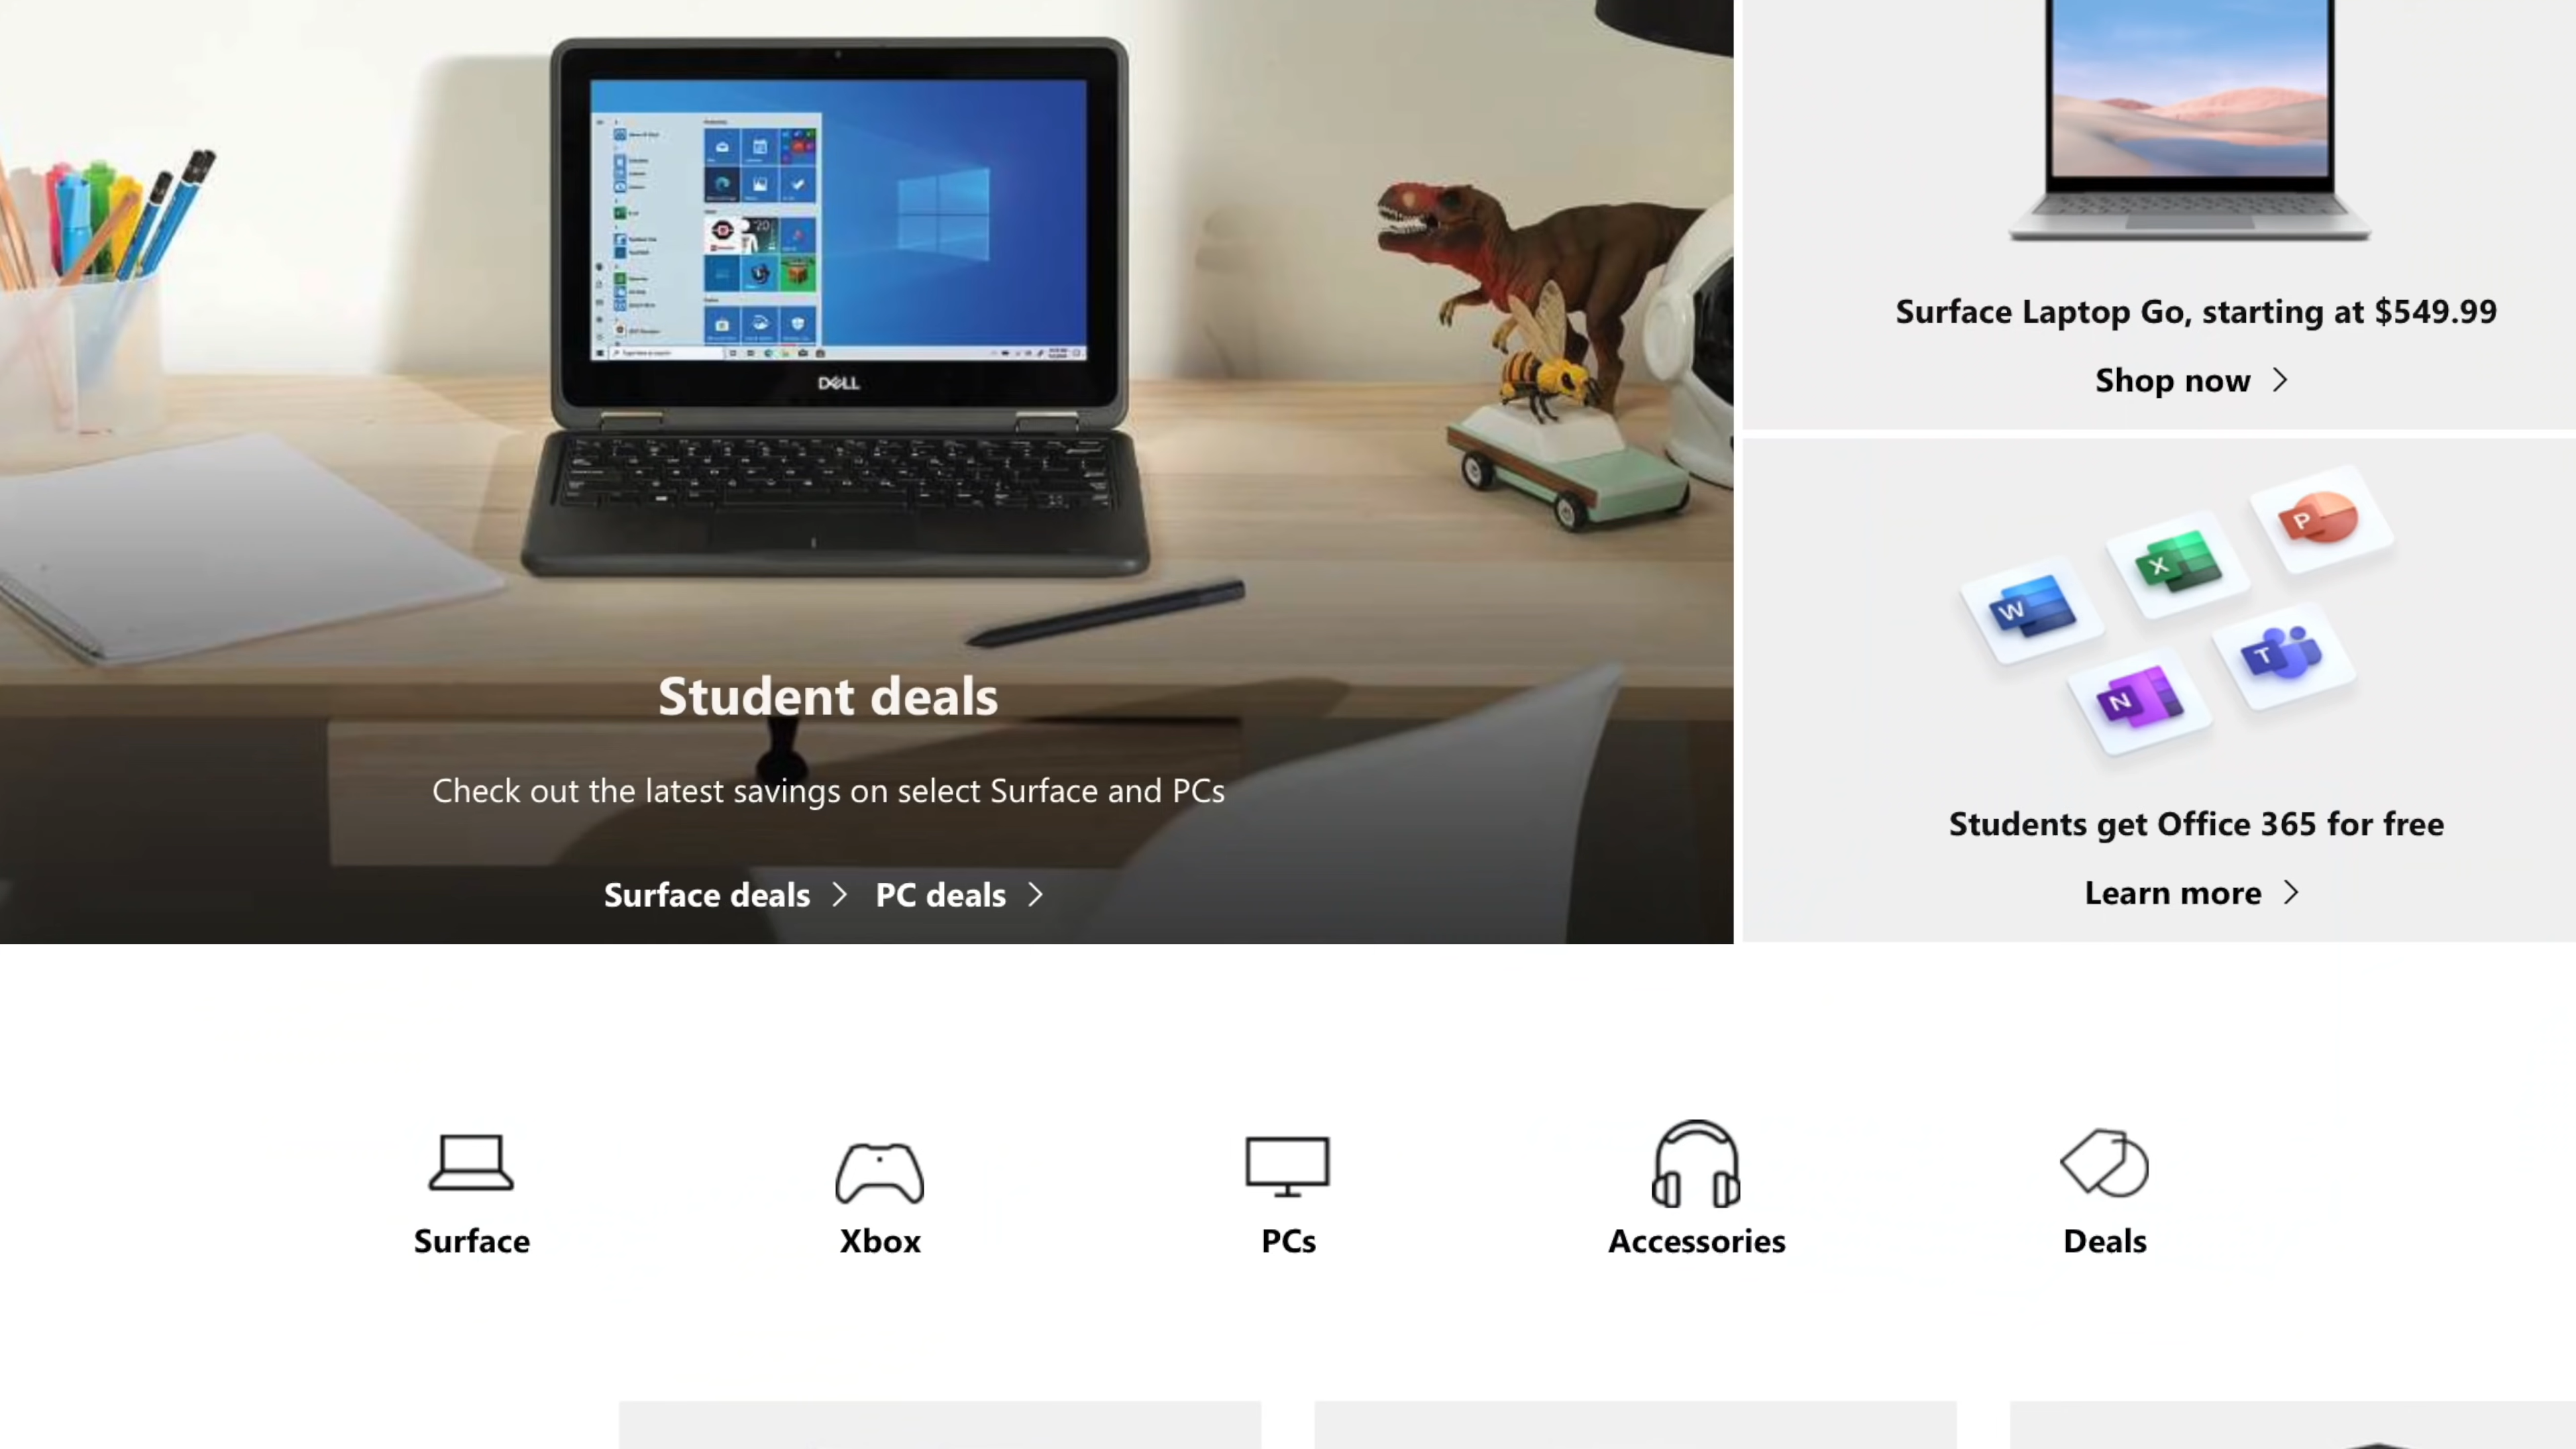 DELL
Student deals
Check out the latest savings on select Surface and PCs
Surface deals
PC deals
Surface Laptop Go, starting at $549.99
Shop now
W
X
P
N
T
Students get Office 365 for free
Learn more
Surface
Xbox
PCs
Accessories
Deals